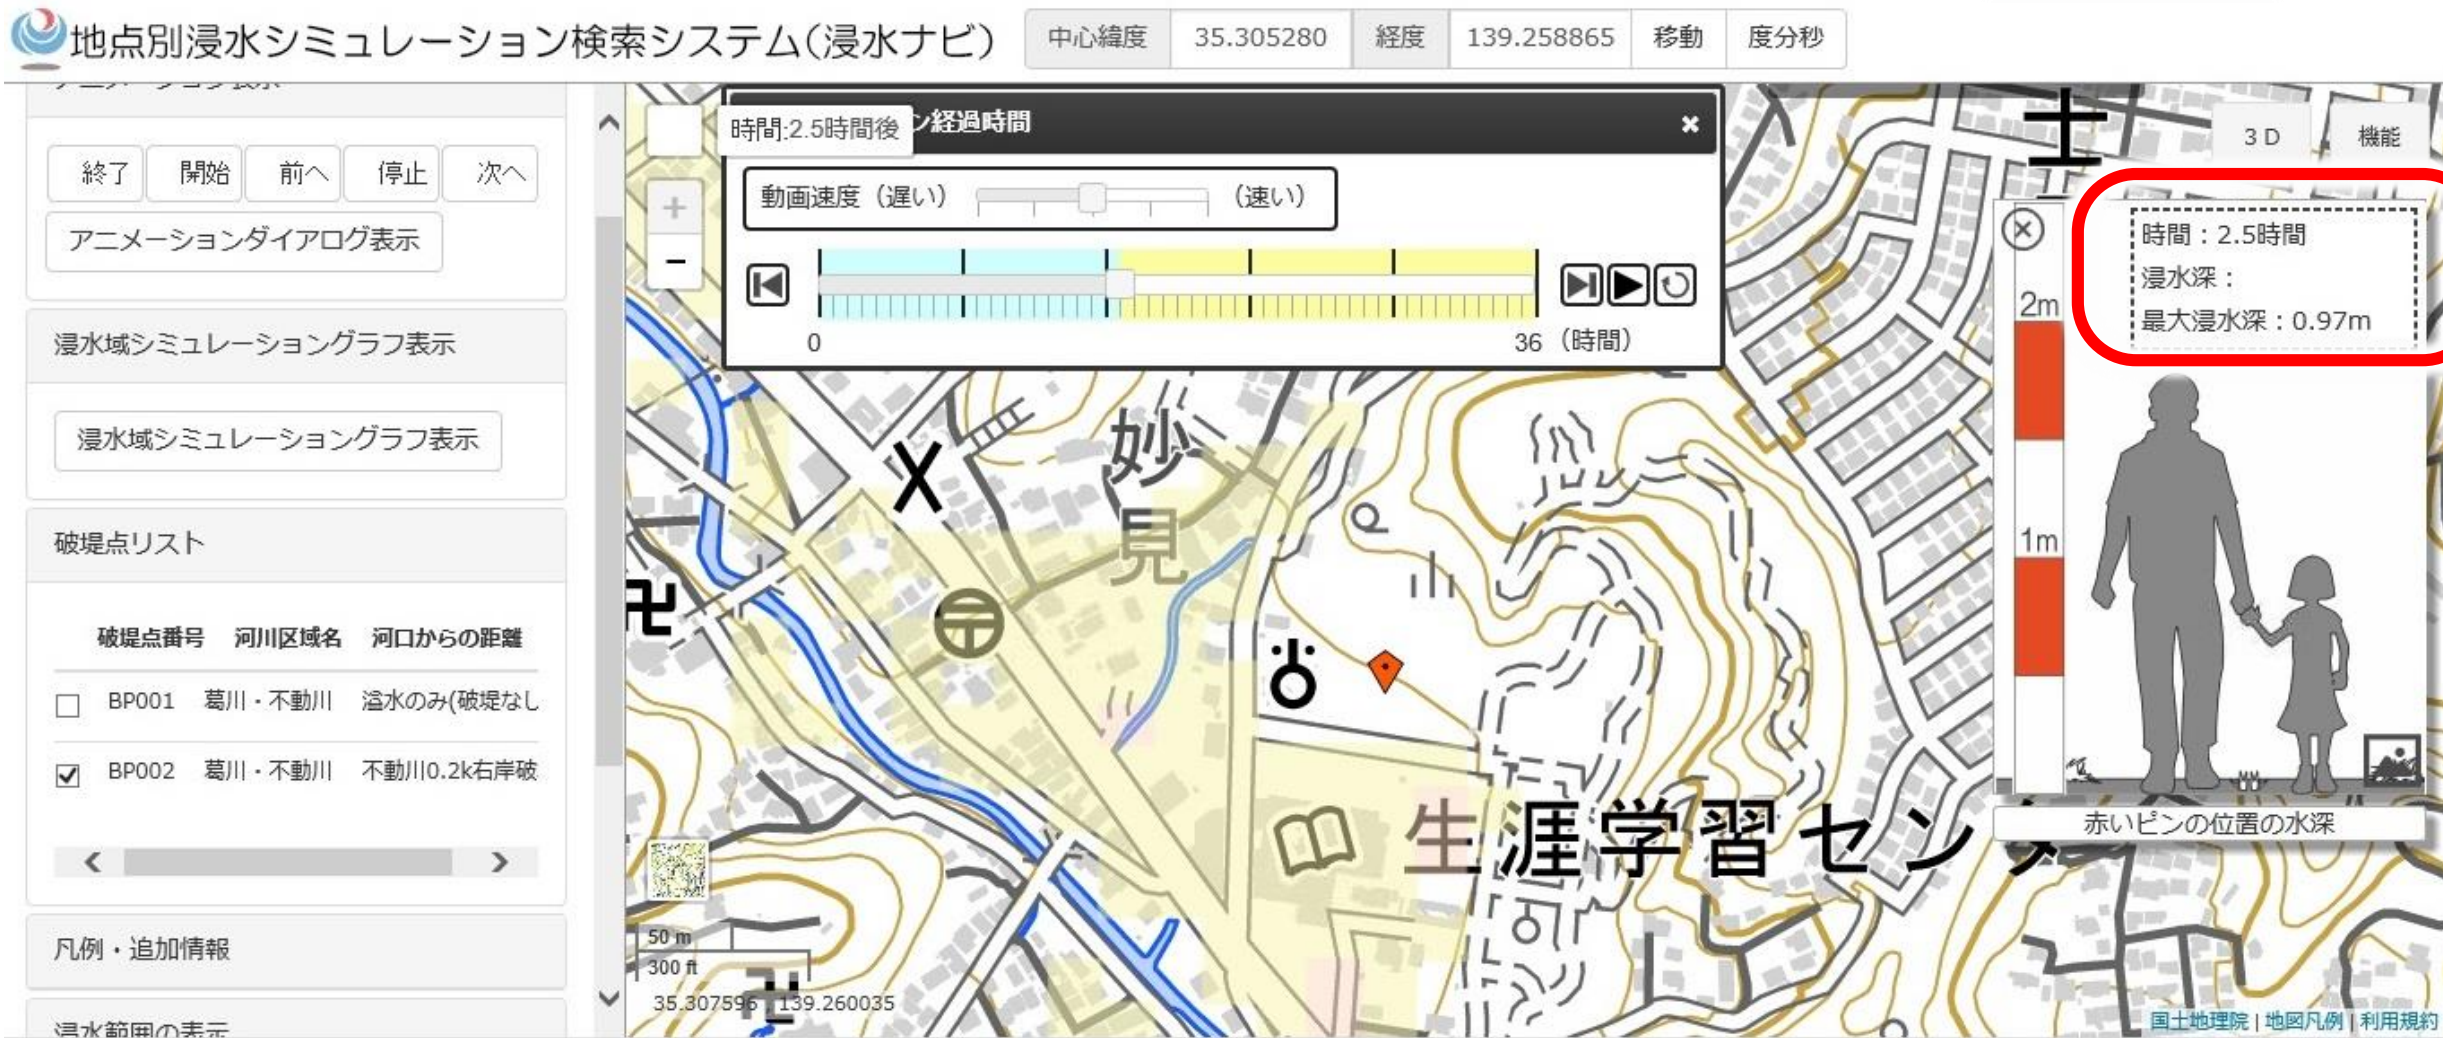 地点別浸水シミュレーション検索システム(浸水ナビ)
中心緯度 35.305280 経度 139.258865 移動 度分秒
終了 開始 前へ 停止 次へ
アニメーションダイアログ表示
浸水域シミュレーショングラフ表示
浸水域シミュレーショングラフ表示
破堤点リスト
破堤点番号 河川区域名 河口からの距離
BP001 葛川・不動川 溢水のみ(破堤なし
BP002 葛川・不動川 不動川0.2k右岸破
凡例・追加情報
浸水範囲の表示
時間:2.5時間後
ン経過時間
動画速度（遅い） （速い）
0 36 （時間）
+
-
妙見
生涯学習センタ
50 m
300 ft
35.307596 139.260035
3D 機能
時間：2.5時間
浸水深：
最大浸水深：0.97m
2m
1m
赤いピンの位置の水深
国土地理院 | 地図凡例 | 利用規約